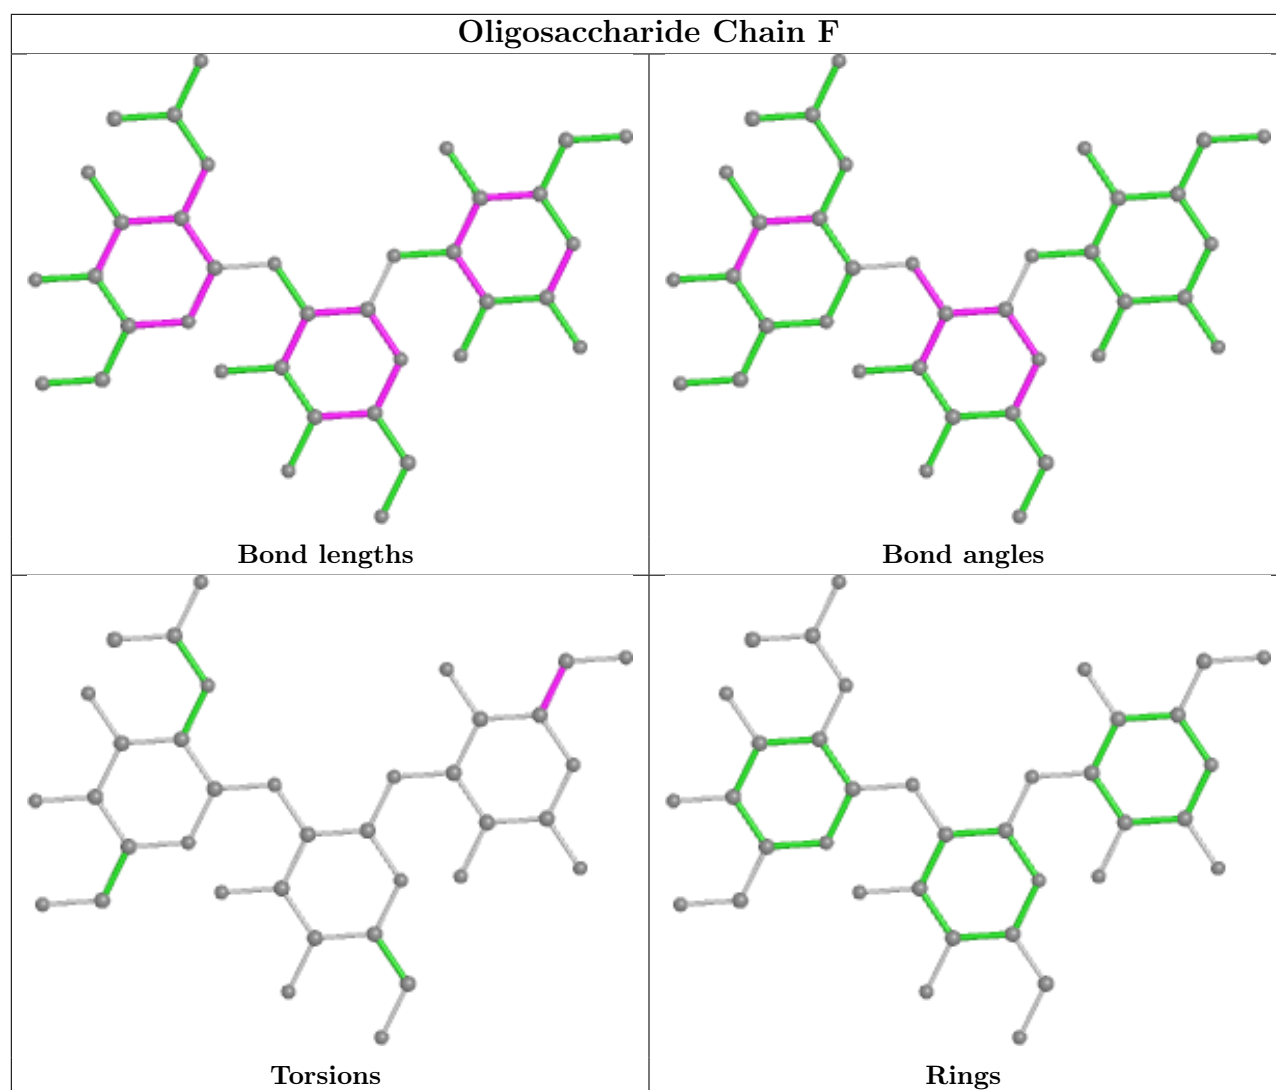 Oligosaccharide Chain F
Bond lengths
Bond angles
Torsions
Rings